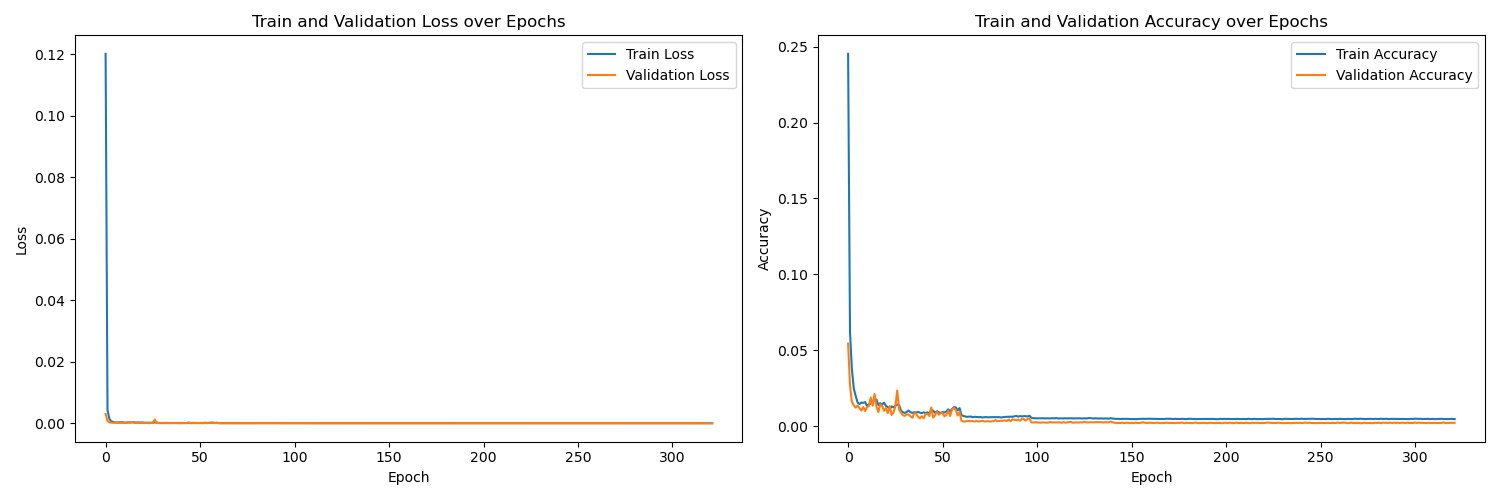 Train and Validation Loss over Epochs
Train Loss
Validation Loss
0.12
0.10
0.08
0.06
0.04
0.02
0.00
Loss
0
50
100
150
200
250
300
Epoch
Train and Validation Accuracy over Epochs
Train Accuracy
Validation Accuracy
0.25
0.20
0.15
0.10
0.05
0.00
Accuracy
0
50
100
150
200
250
300
Epoch